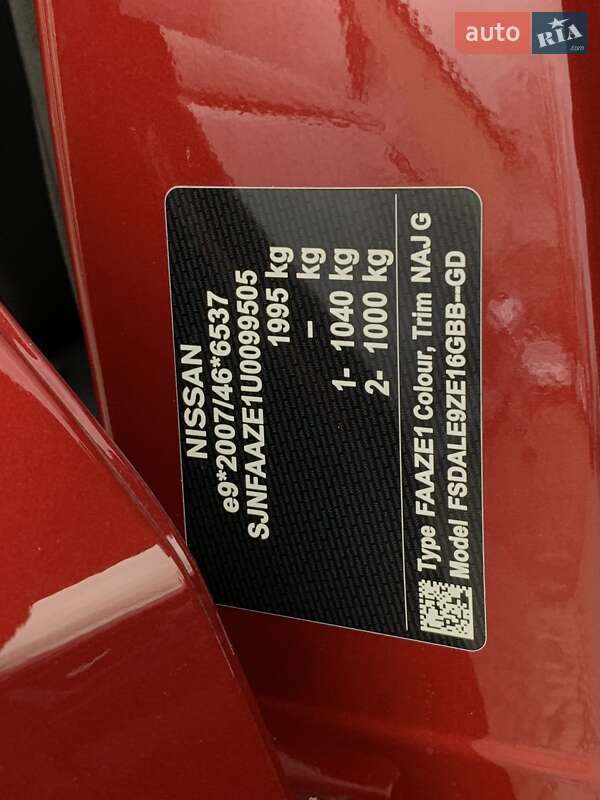 auto RIA .com
NISSAN
e9*2007/46*6537
SJNFAAZE1U0099505
1995 kg
– kg
1- 1040 kg
2- 1000 kg
Type FAAZE1 Colour, Trim NAJ G
Model FSDALE9ZE16GBB--GD